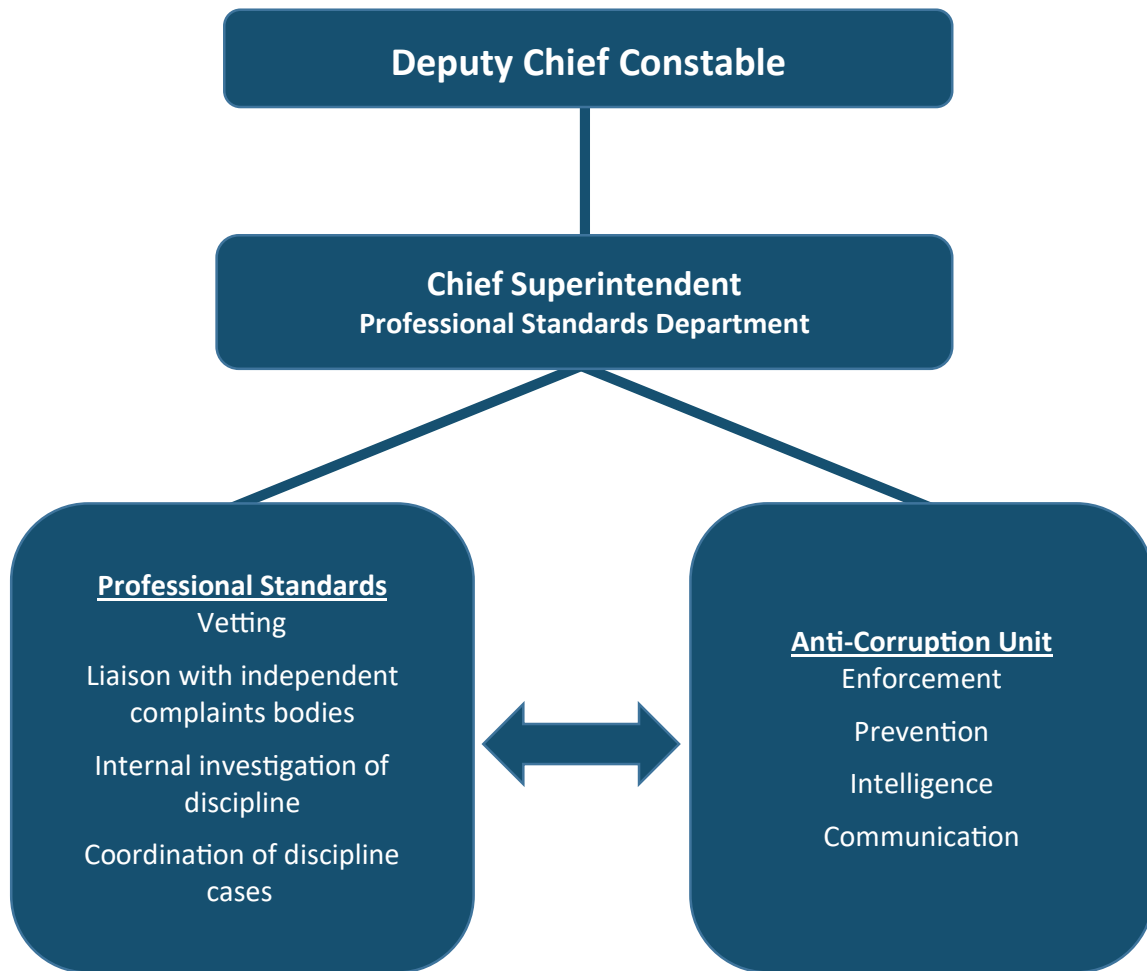 Deputy Chief Constable
Chief Superintendent
Professional Standards Department
Professional Standards
Vetting
Liaison with independent
complaints bodies
Internal investigation of
discipline
Coordination of discipline
cases
Anti-Corruption Unit
Enforcement
Prevention
Intelligence
Communication